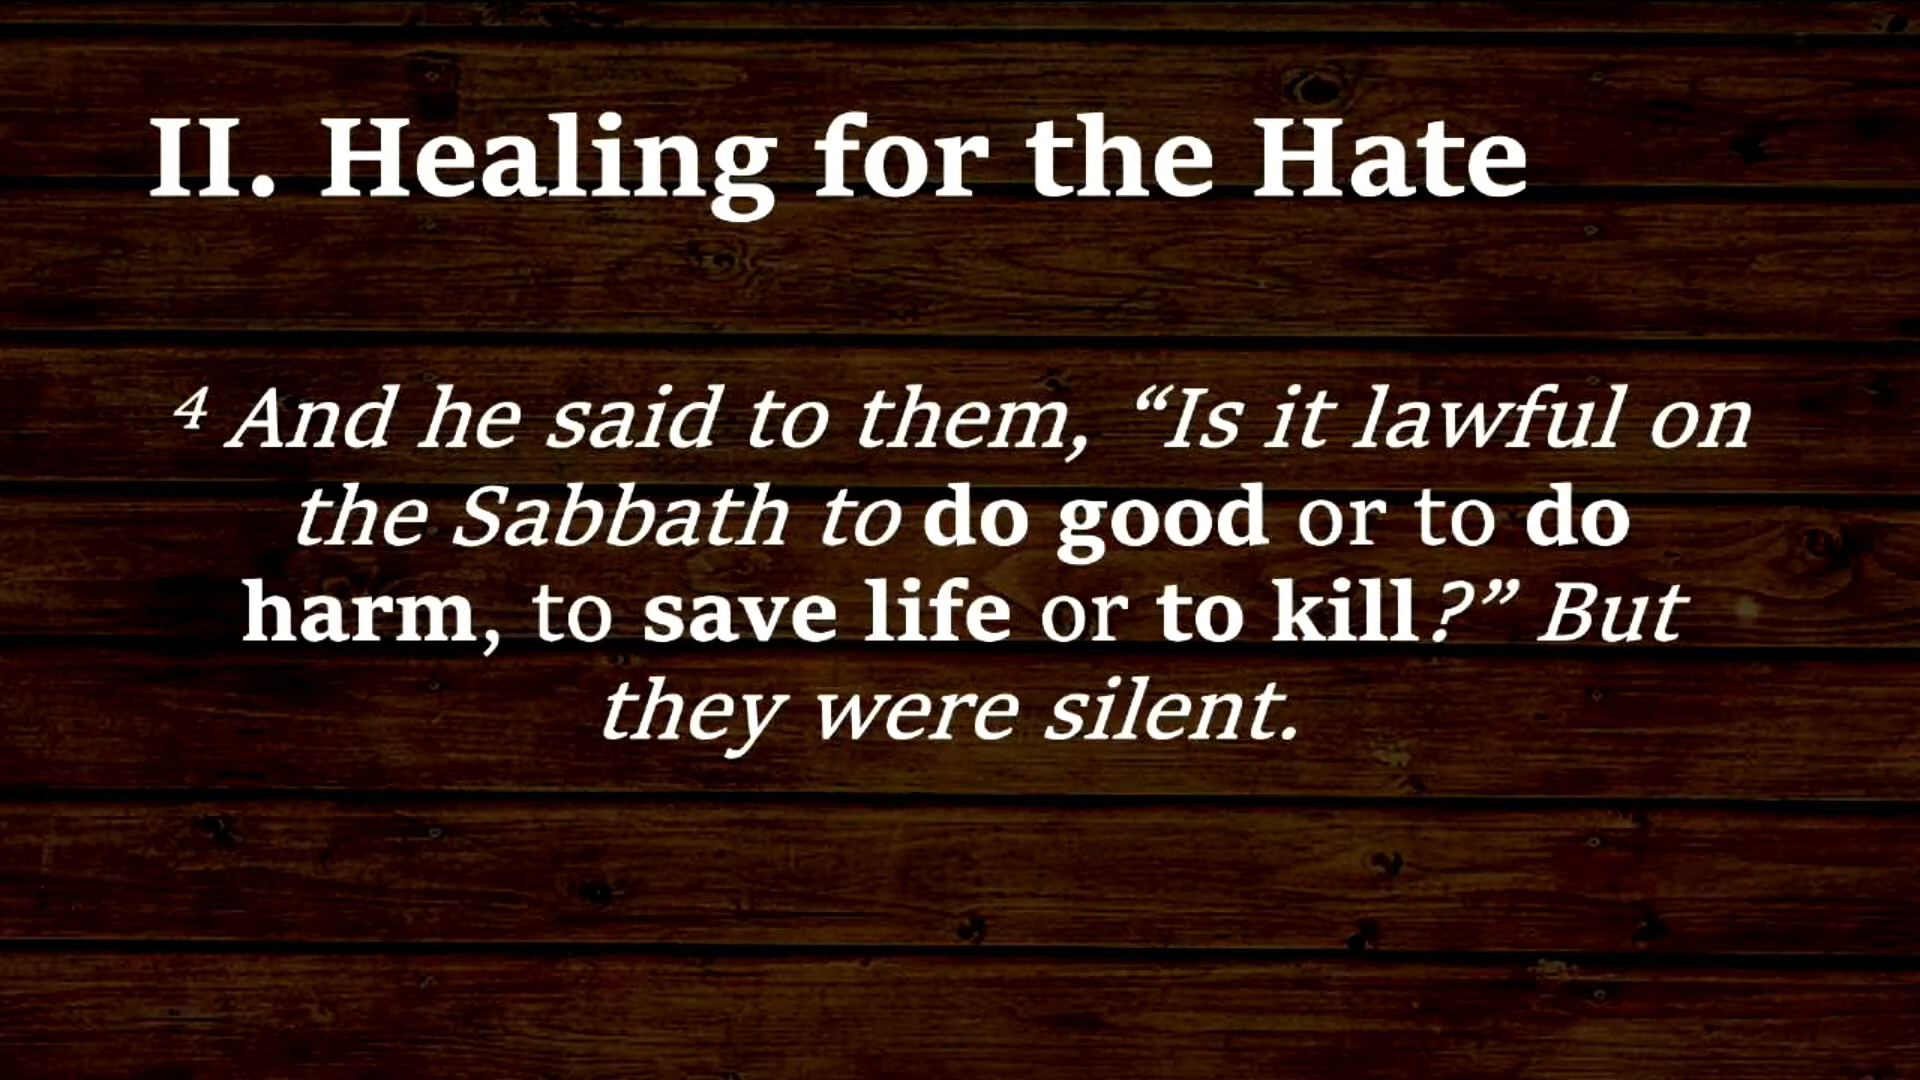 II. Healing for the Hate
⁴ And he said to them, “Is it lawful on
the Sabbath to do good or to do
harm, to save life or to kill?” But
they were silent.